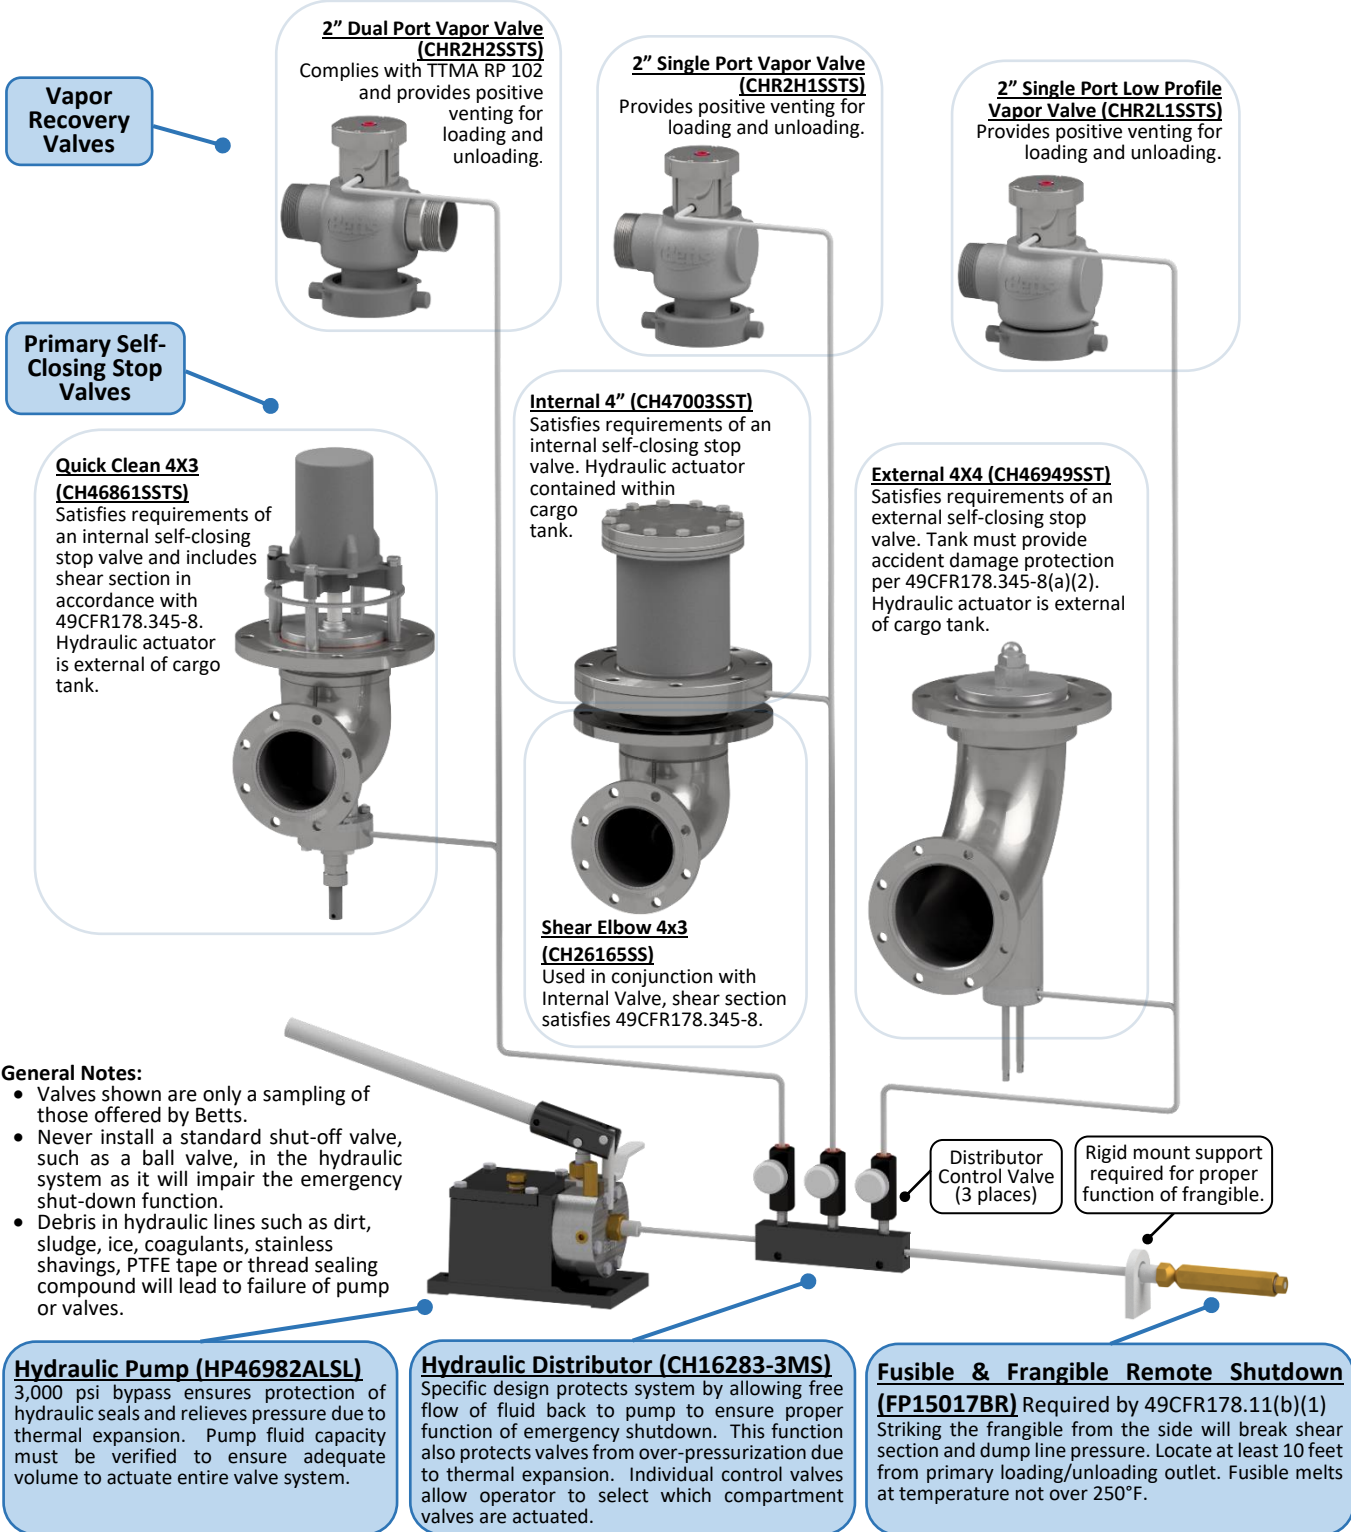 2” Dual Port Vapor Valve
(CHR2H2SSTS)
Complies with TTMA RP 102
and provides positive
venting for
loading and
unloading.
2” Single Port Vapor Valve
(CHR2H1SSTS)
Provides positive venting for
loading and unloading.
2” Single Port Low Profile
Vapor Valve (CHR2L1SSTS)
Provides positive venting for
loading and unloading.
Vapor
Recovery
Valves
Betts
Betts
Betts
Primary Self-
Closing Stop
Valves
Quick Clean 4X3
(CH46861SSTS)
Satisfies requirements of
an internal self-closing
stop valve and includes
shear section in
accordance with
49CFR178.345-8.
Hydraulic actuator
is external of cargo
tank.
Internal 4” (CH47003SST)
Satisfies requirements of an
internal self-closing stop
valve. Hydraulic actuator
contained within
cargo
tank.
External 4X4 (CH46949SST)
Satisfies requirements of an
external self-closing stop
valve. Tank must provide
accident damage protection
per 49CFR178.345-8(a)(2).
Hydraulic actuator is external
of cargo tank.
Shear Elbow 4x3
(CH26165SS)
Used in conjunction with
Internal Valve, shear section
satisfies 49CFR178.345-8.
General Notes:
• Valves shown are only a sampling of
those offered by Betts.
• Never install a standard shut-off valve,
such as a ball valve, in the hydraulic
system as it will impair the emergency
shut-down function.
• Debris in hydraulic lines such as dirt,
sludge, ice, coagulants, stainless
shavings, PTFE tape or thread sealing
compound will lead to failure of pump
or valves.
Distributor
Control Valve
(3 places)
Rigid mount support
required for proper
function of frangible.
Hydraulic Pump (HP46982ALSL)
3,000 psi bypass ensures protection of
hydraulic seals and relieves pressure due to
thermal expansion. Pump fluid capacity
must be verified to ensure adequate
volume to actuate entire valve system.
Hydraulic Distributor (CH16283-3MS)
Specific design protects system by allowing free
flow of fluid back to pump to ensure proper
function of emergency shutdown. This function
also protects valves from over-pressurization due
to thermal expansion. Individual control valves
allow operator to select which compartment
valves are actuated.
Fusible & Frangible Remote Shutdown
(FP15017BR) Required by 49CFR178.11(b)(1)
Striking the frangible from the side will break shear
section and dump line pressure. Locate at least 10 feet
from primary loading/unloading outlet. Fusible melts
at temperature not over 250°F.